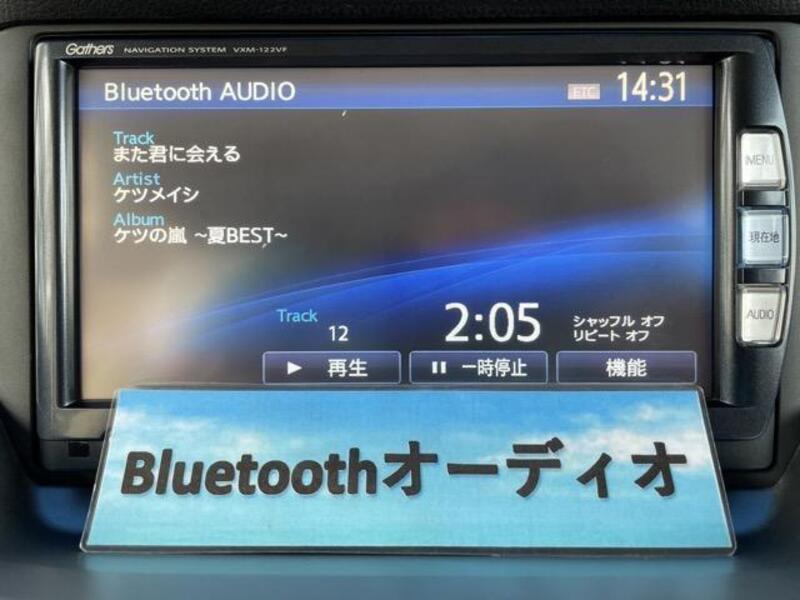 Gathers NAVIGATION SYSTEM VXM-122VF
Bluetooth AUDIO ETC 14:31
Track
また君に会える
Artist
ケツメイシ
Album
ケツの嵐 ~夏BEST~
MENU
現在地
AUDIO
Track
12
2:05
シャッフル オフ
リピート オフ
再生 一時停止 機能
Bluetoothオーディオ